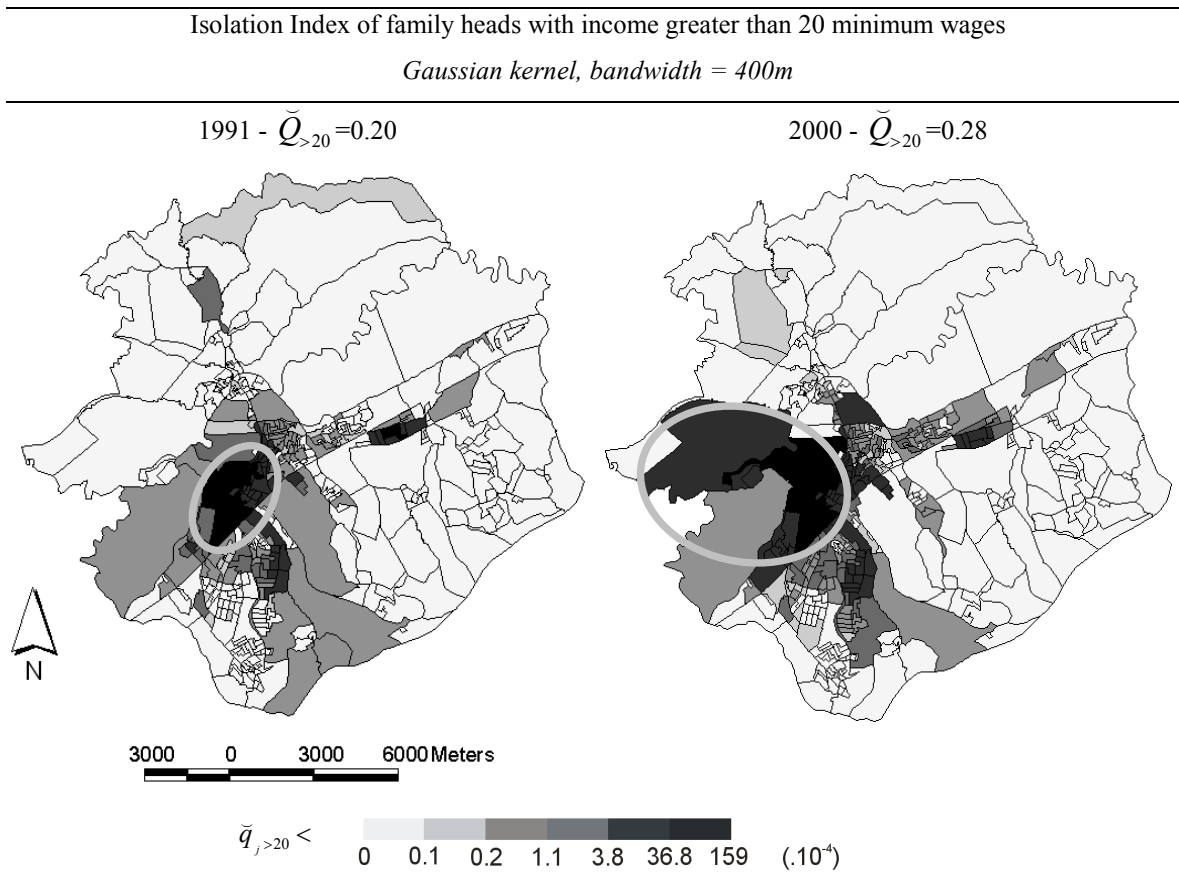 Isolation Index of family heads with income greater than 20 minimum wages
Gaussian kernel, bandwidth = 400m
1991 - Q̆>20 =0.20
2000 - Q̆>20 =0.28
N
3000 0 3000 6000 Meters
q̆j>20 <
0 0.1 0.2 1.1 3.8 36.8 159 (.10⁻⁴)